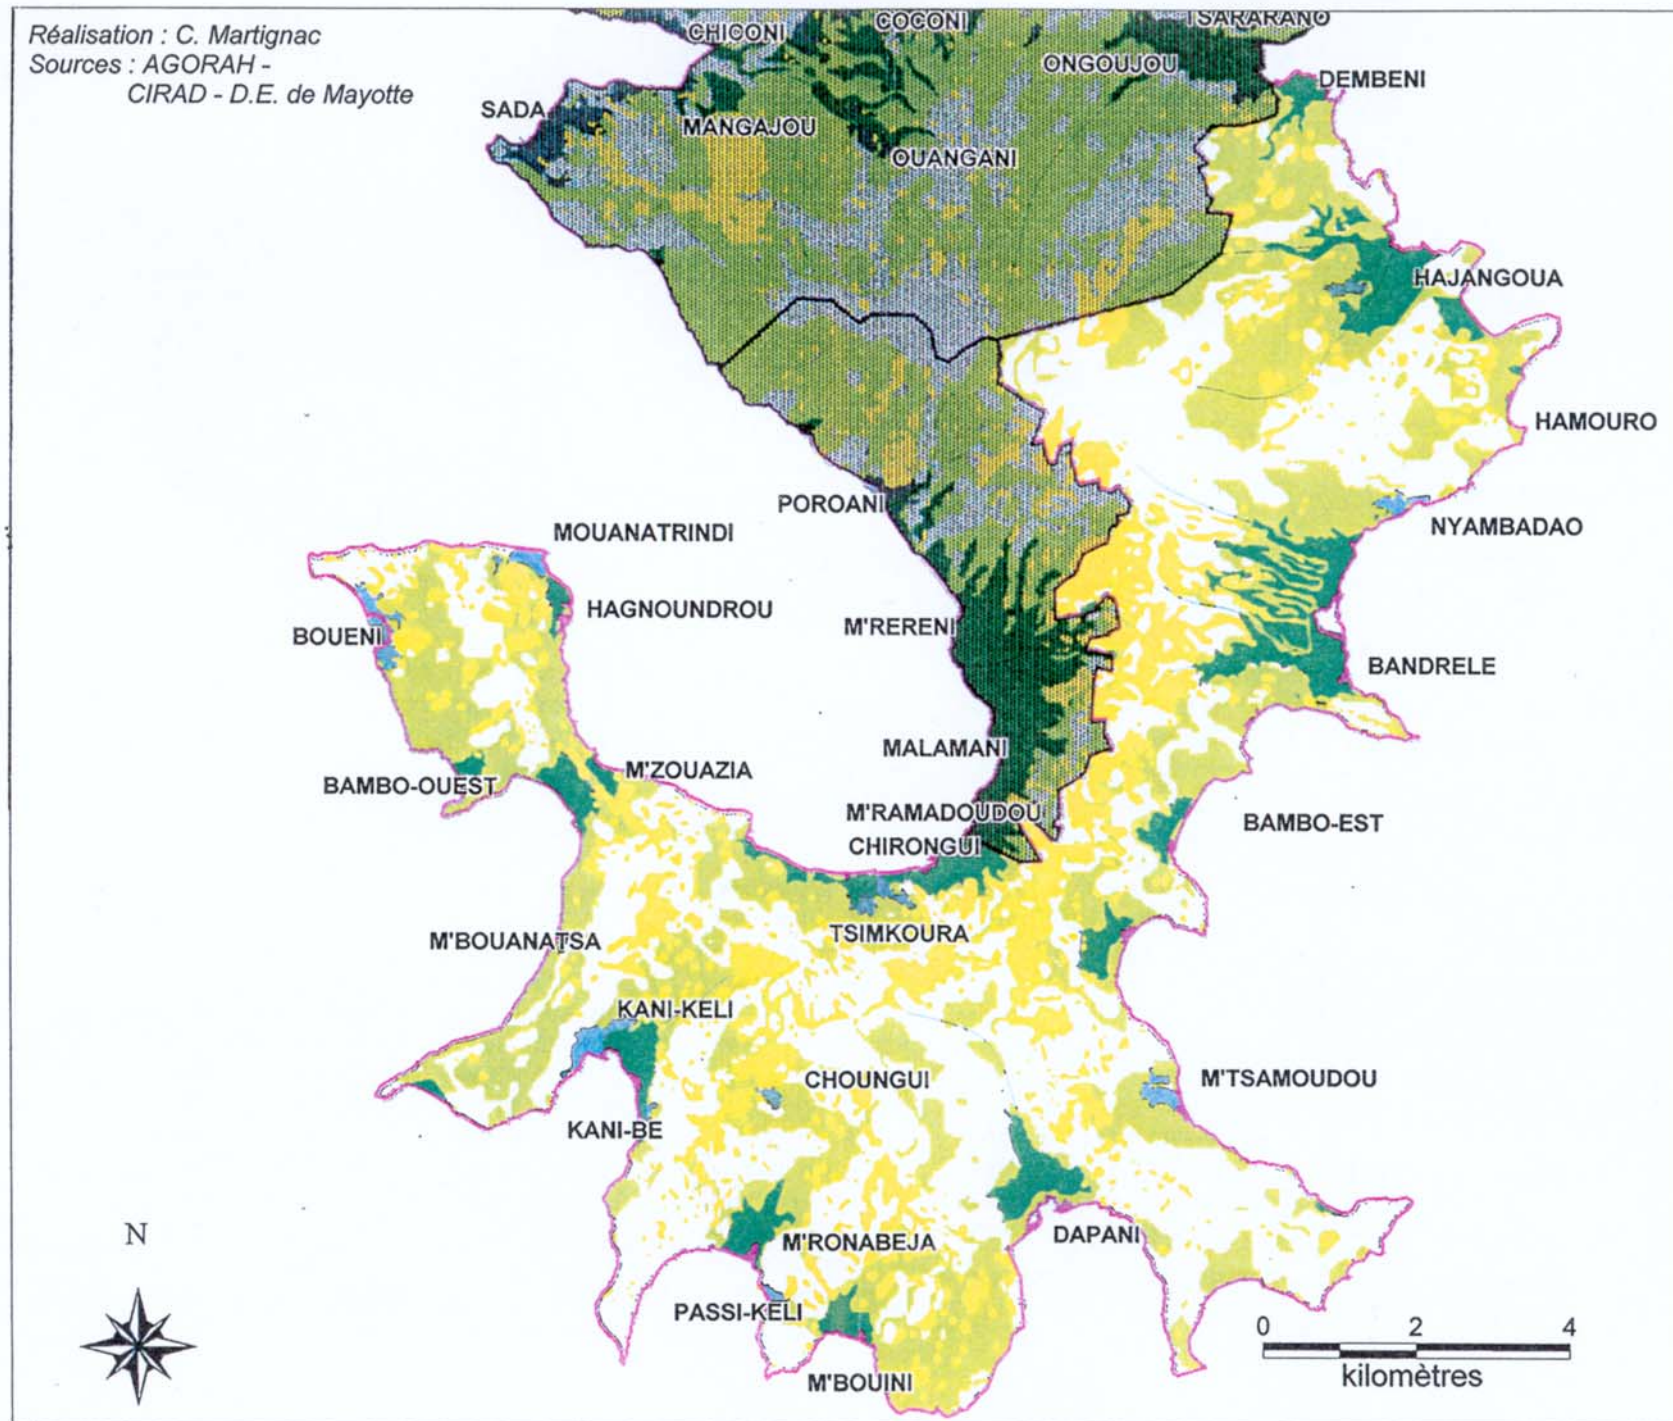 Réalisation : C. Martignac
Sources : AGORAH -
CIRAD - D.E. de Mayotte
CHICONI
COCONI
TSARARANO
ONGOUJOU
DEMBENI
SADA
MANGAJOU
OUANGANI
HAJANGOUA
HAMOURO
POROANI
NYAMBADAO
MOUANATRINDI
HAGNOUNDROU
BOUENI
M'RERENI
BANDRELE
MALAMANI
M'ZOUAZIA
BAMBO-OUEST
M'RAMADOUDOU
BAMBO-EST
CHIRONGUI
TSIMKOURA
M'BOUANATSA
KANI-KELI
CHOUNGUI
M'TSAMOUDOU
KANI-BE
N
M'RONABEJA
DAPANI
PASSI-KELI
M'BOUINI
0 2 4
kilomètres